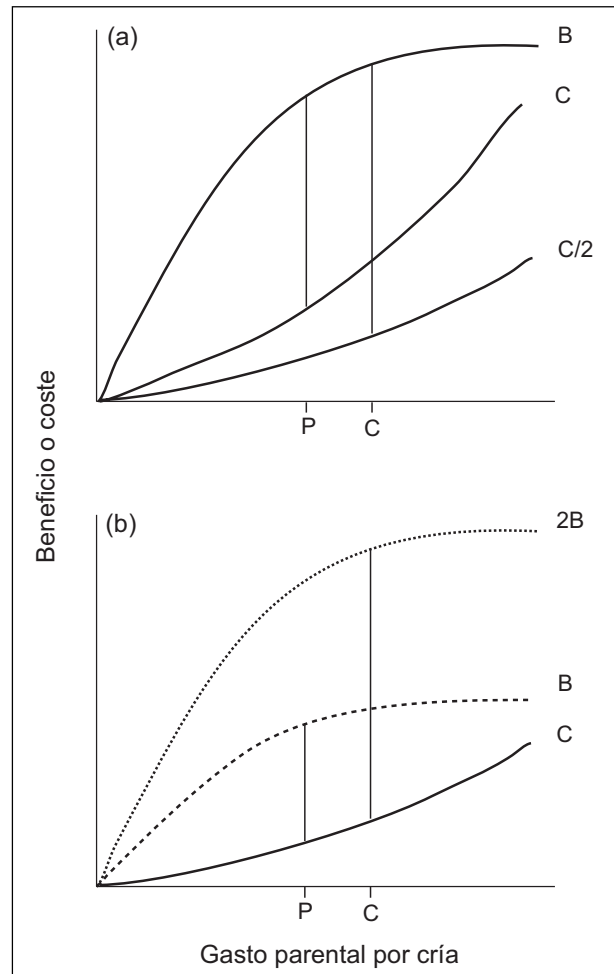 (a)
B
C
C/2
P
C
Beneficio o coste
(b)
2B
B
C
P
C
Gasto parental por cría